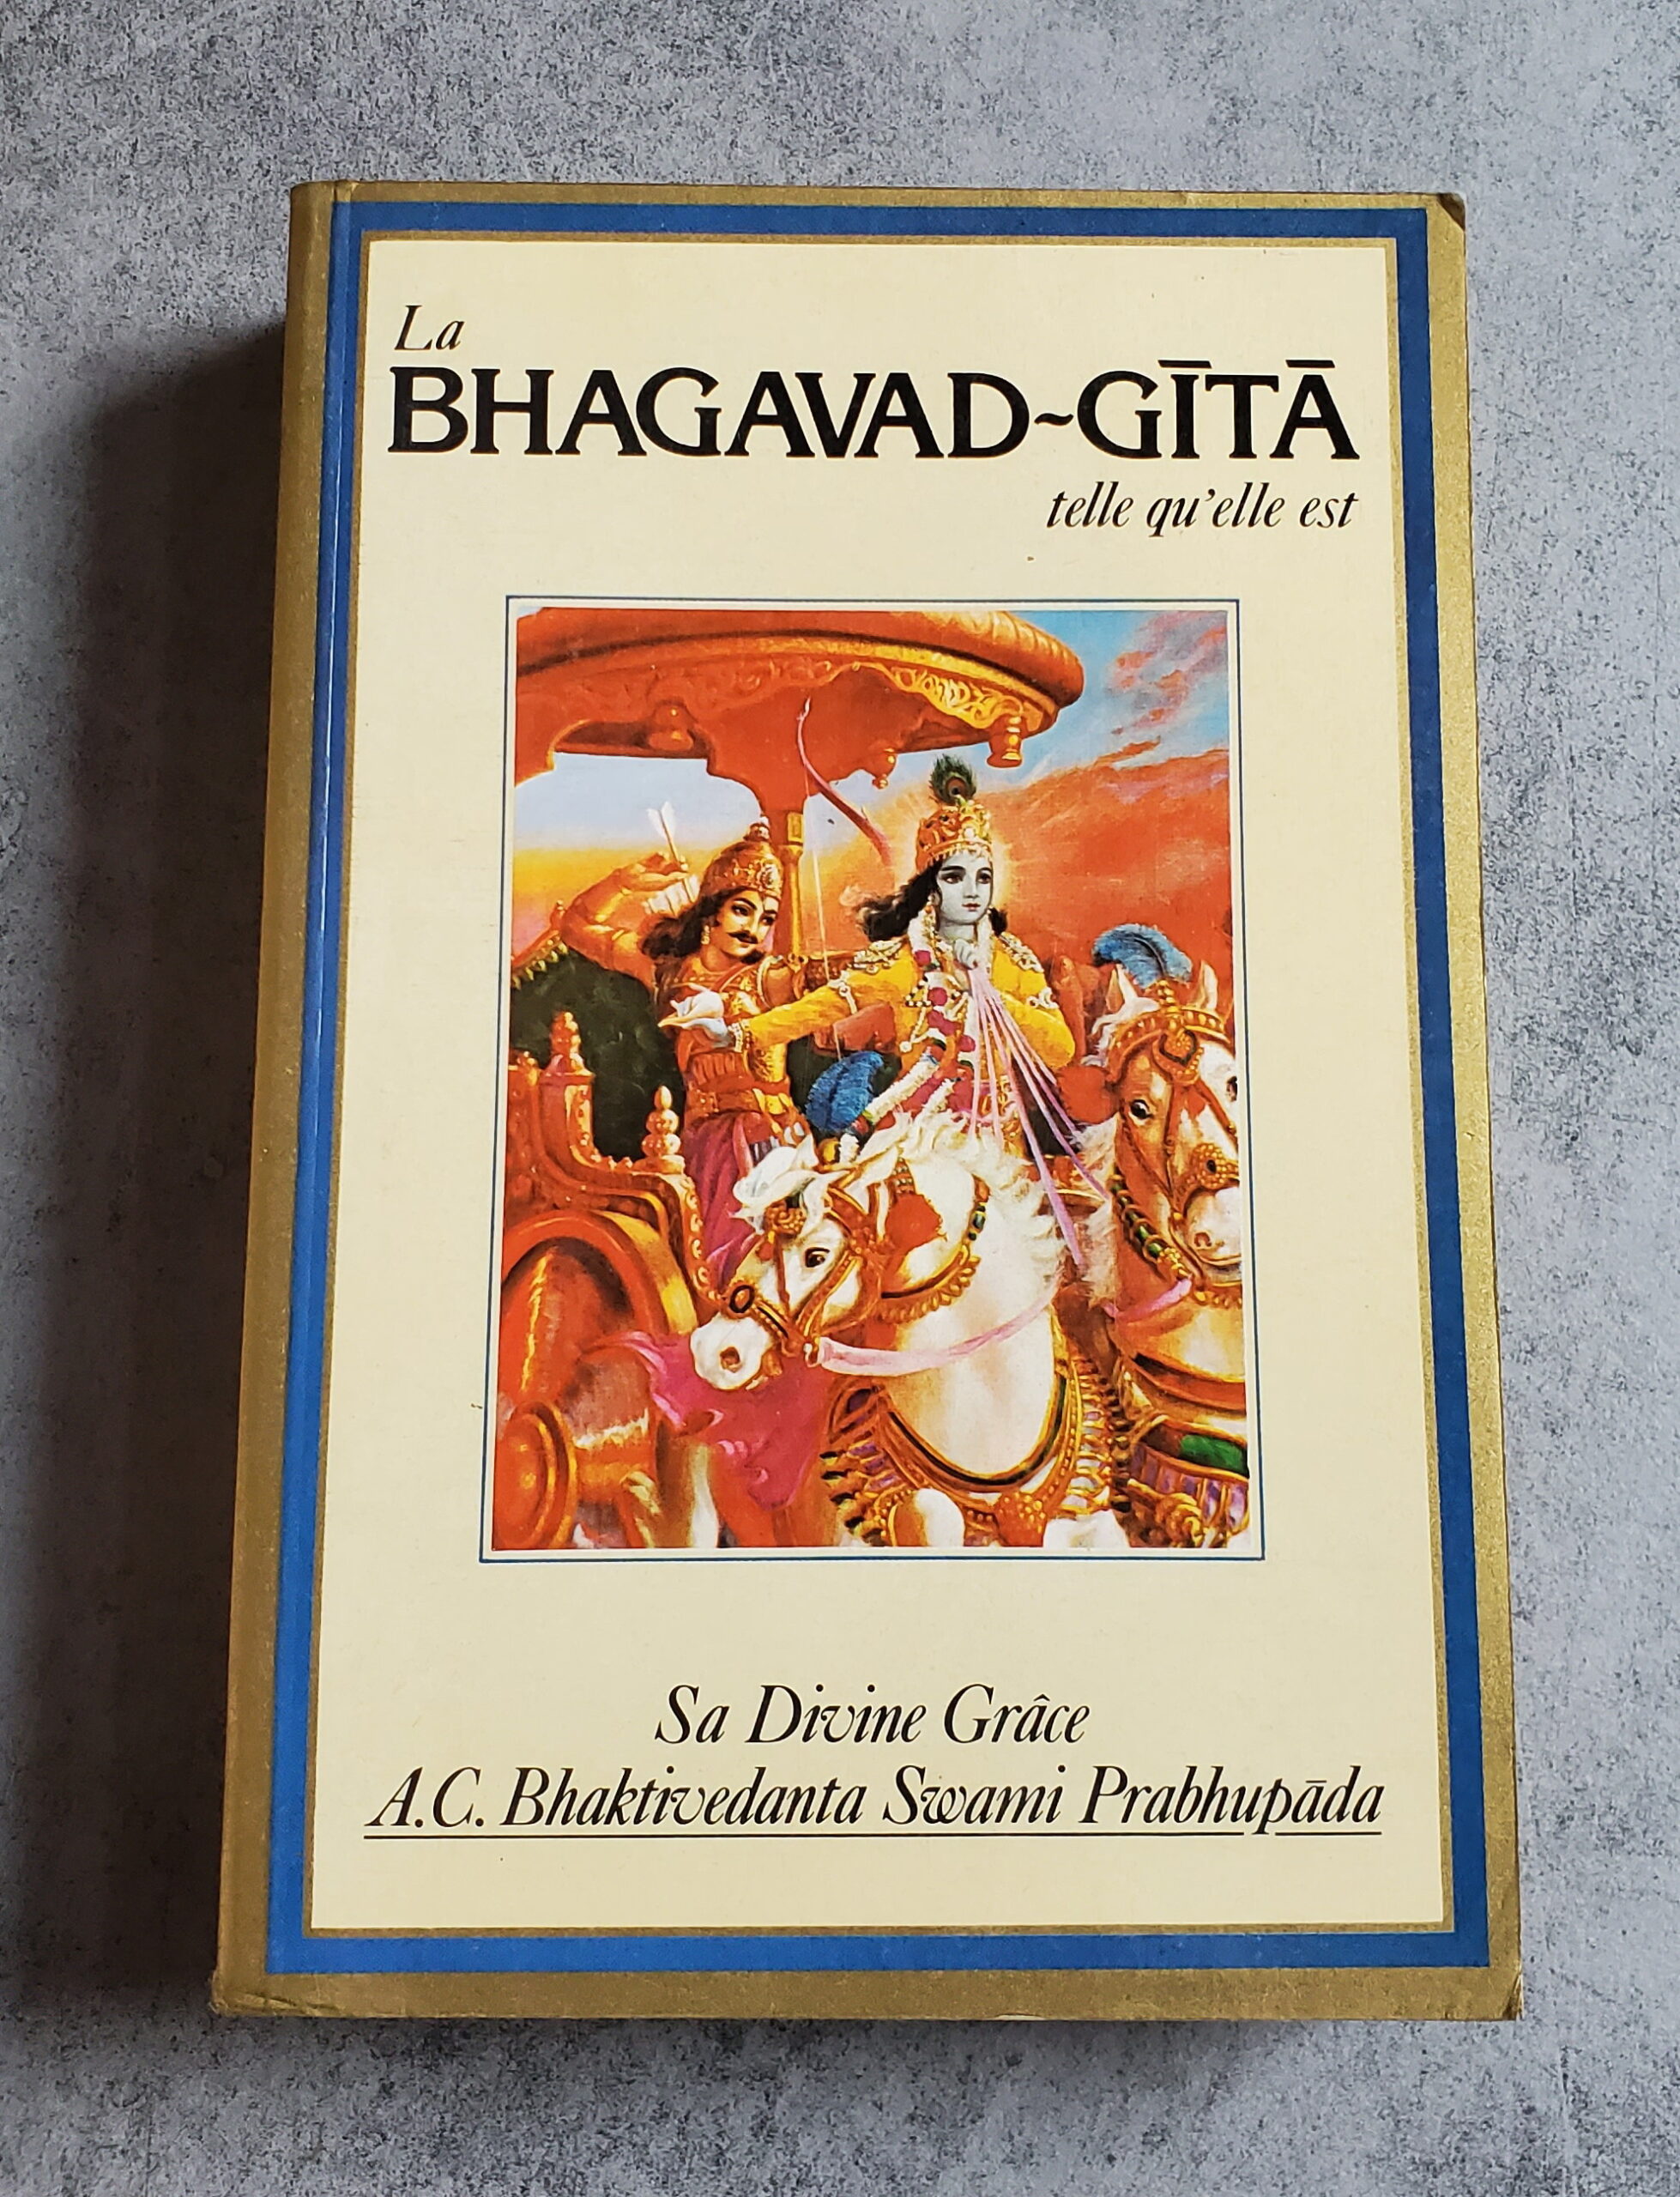 La
BHAGAVAD~GĪTĀ
telle qu'elle est
Sa Divine Grâce
A.C. Bhaktivedanta Swami Prabhupāda